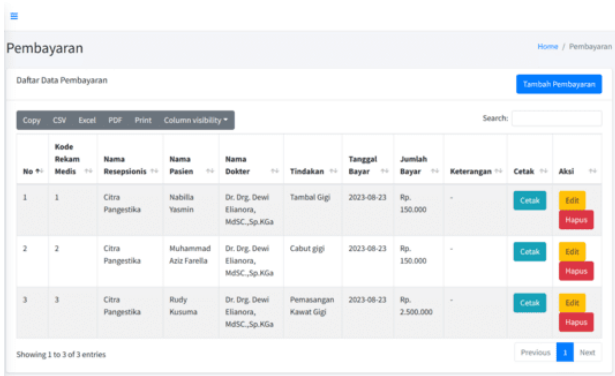 Pembayaran
Home / Pembayaran
Daftar Data Pembayaran
Tambah Pembayaran
Copy CSV Excel PDF Print Column visibility
Search:
No Kode Rekam Medis Nama Resepsionis Nama Pasien Nama Dokter Tindakan Tanggal Bayar Jumlah Bayar Keterangan Cetak Aksi
1 1 Citra Pangestika Nabilla Yasmin Dr. Drg. Dewi Elianora, MdSC.,Sp.KGa Tambal Gigi 2023-08-23 Rp. 150.000 - Cetak Edit Hapus
2 2 Citra Pangestika Muhammad Aziz Farella Dr. Drg. Dewi Elianora, MdSC.,Sp.KGa Cabut gigi 2023-08-23 Rp. 150.000 - Cetak Edit Hapus
3 3 Citra Pangestika Rudy Kusuma Dr. Drg. Dewi Elianora, MdSC.,Sp.KGa Pemasangan Kawat Gigi 2023-08-23 Rp. 2.500.000 - Cetak Edit Hapus
Showing 1 to 3 of 3 entries
Previous 1 Next